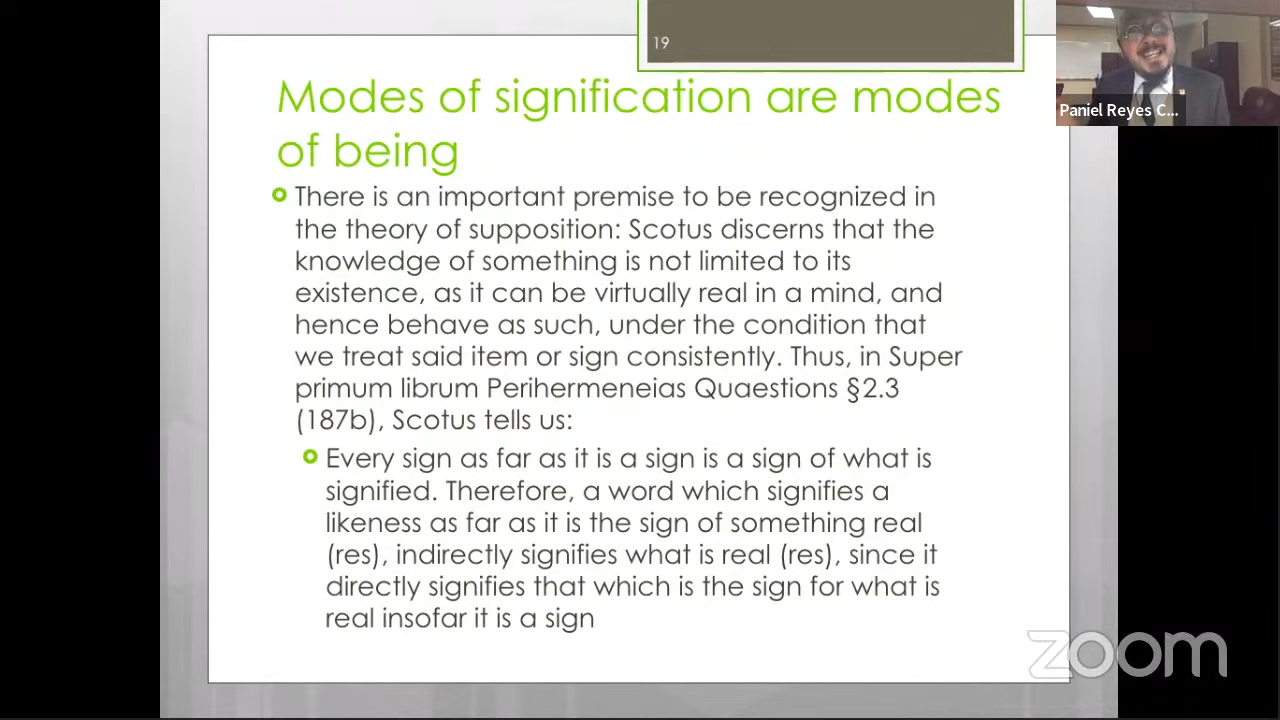 19
Modes of signification are modes
of being
There is an important premise to be recognized in
the theory of supposition: Scotus discerns that the
knowledge of something is not limited to its
existence, as it can be virtually real in a mind, and
hence behave as such, under the condition that
we treat said item or sign consistently. Thus, in Super
primum librum Perihermeneias Quaestions §2.3
(187b), Scotus tells us:
Every sign as far as it is a sign is a sign of what is
signified. Therefore, a word which signifies a
likeness as far as it is the sign of something real
(res), indirectly signifies what is real (res), since it
directly signifies that which is the sign for what is
real insofar it is a sign
Paniel Reyes C...
zoom